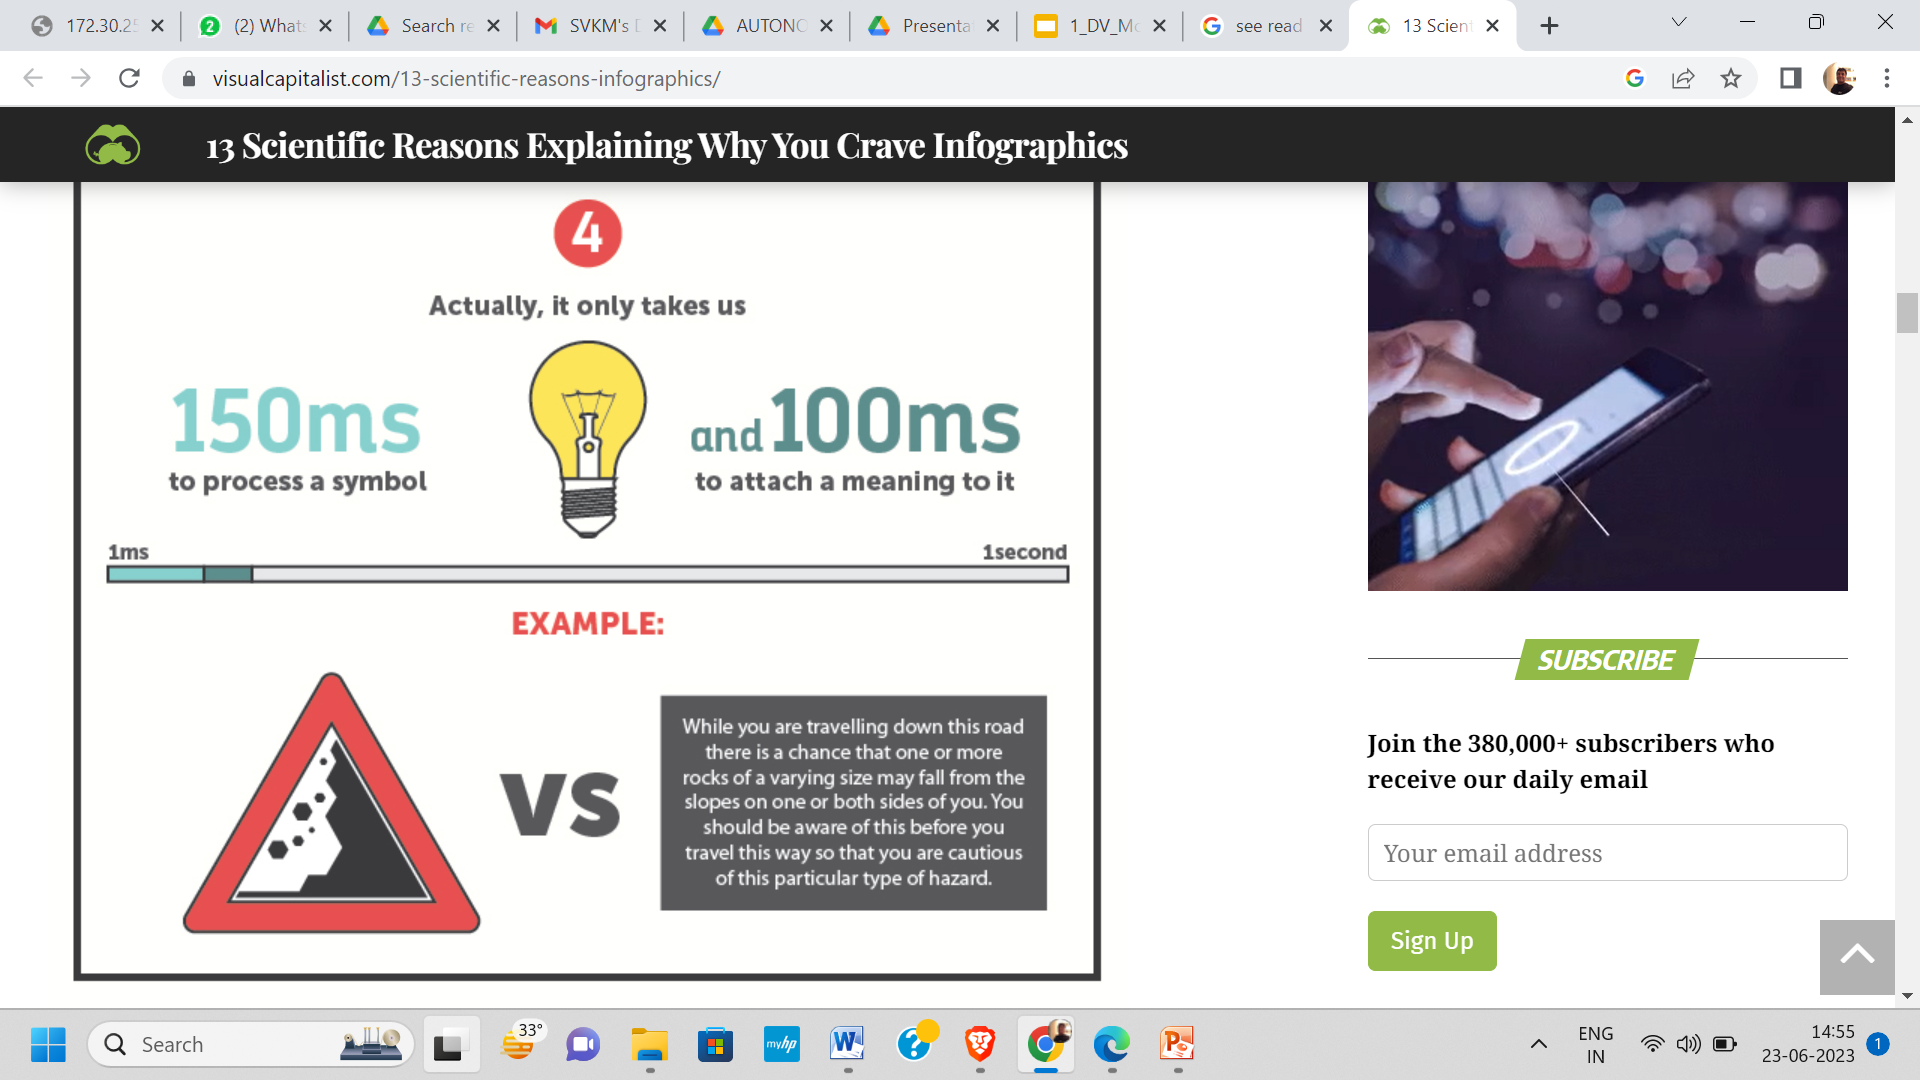 172.30.25
(2) Whats
Search re
SVKM's D
AUTONO
Presenta
1_DV_Mo
see read
13 Scient
visualcapitalist.com/13-scientific-reasons-infographics/
13 Scientific Reasons Explaining Why You Crave Infographics
4
Actually, it only takes us
150ms
to process a symbol
and 100ms
to attach a meaning to it
1ms
1second
EXAMPLE:
VS
While you are travelling down this road
there is a chance that one or more
rocks of a varying size may fall from the
slopes on one or both sides of you. You
should be aware of this before you
travel this way so that you are cautious
of this particular type of hazard.
SUBSCRIBE
Join the 380,000+ subscribers who
receive our daily email
Your email address
Sign Up
Search
33°
myhp
ENG
IN
14:55
23-06-2023
1